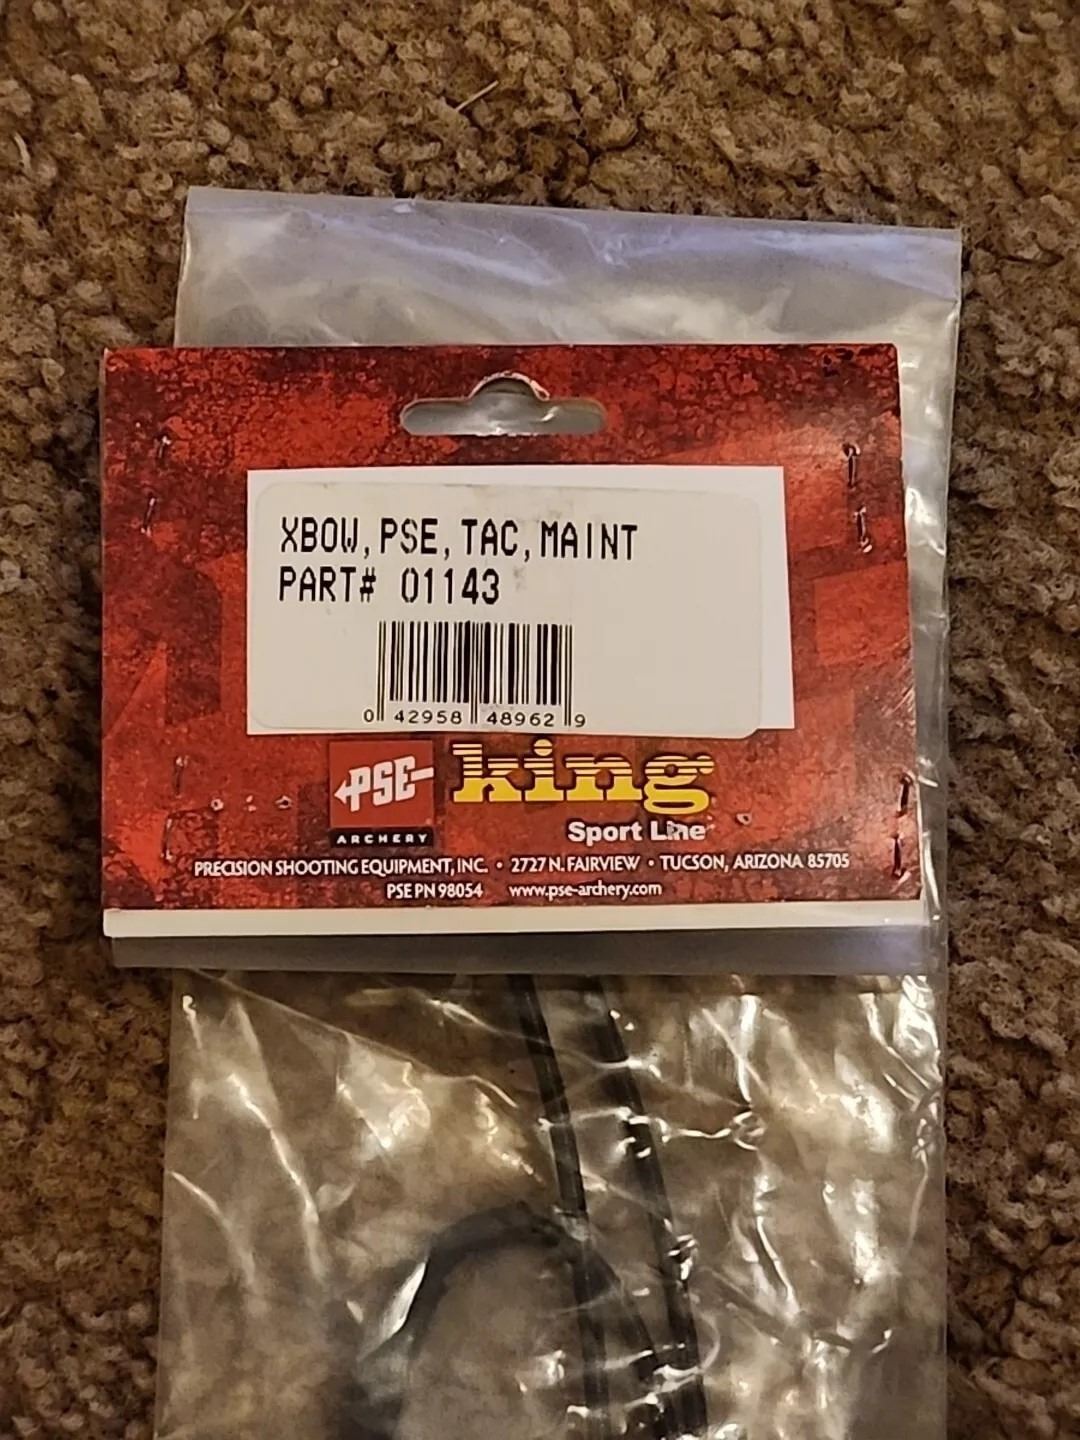 XBOW, PSE, TAC, MAINT
PART# 01143
0 42958 48962 9
PSE
ARCHERY
king
Sport Line
PRECISION SHOOTING EQUIPMENT, INC. • 2727 N. FAIRVIEW • TUCSON, ARIZONA 85705
PSE PN 98054 www.pse-archery.com